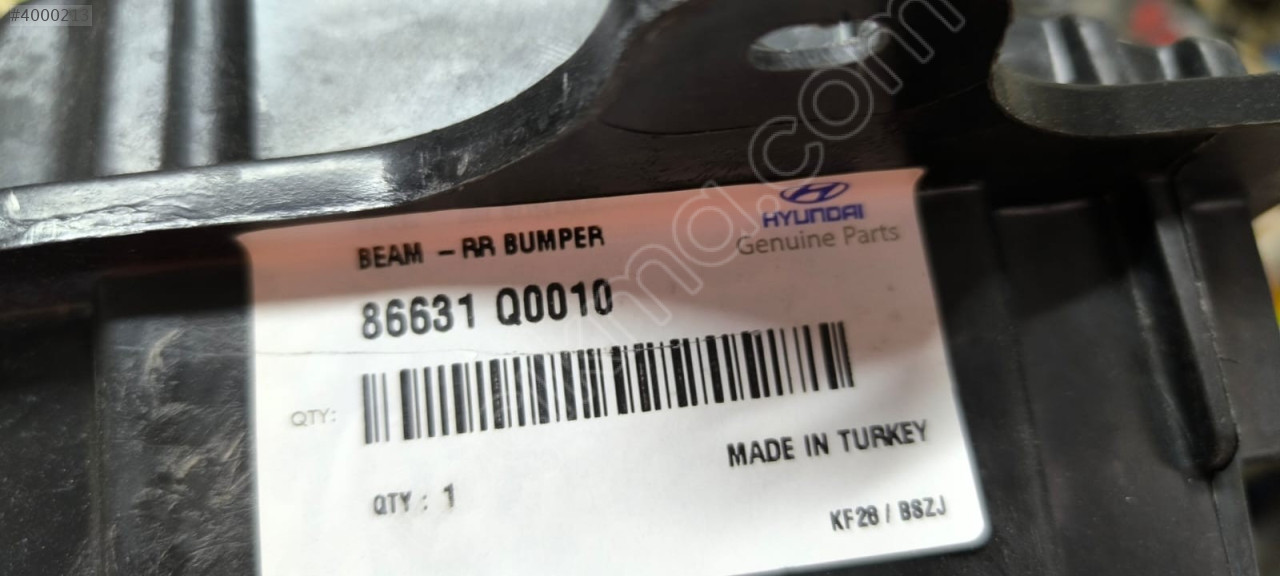 #4000213
HYUNDAI
Genuine Parts
BEAM - RR BUMPER
86631 Q0010
QTY:
MADE IN TURKEY
QTY : 1
KF28 / BSZJ